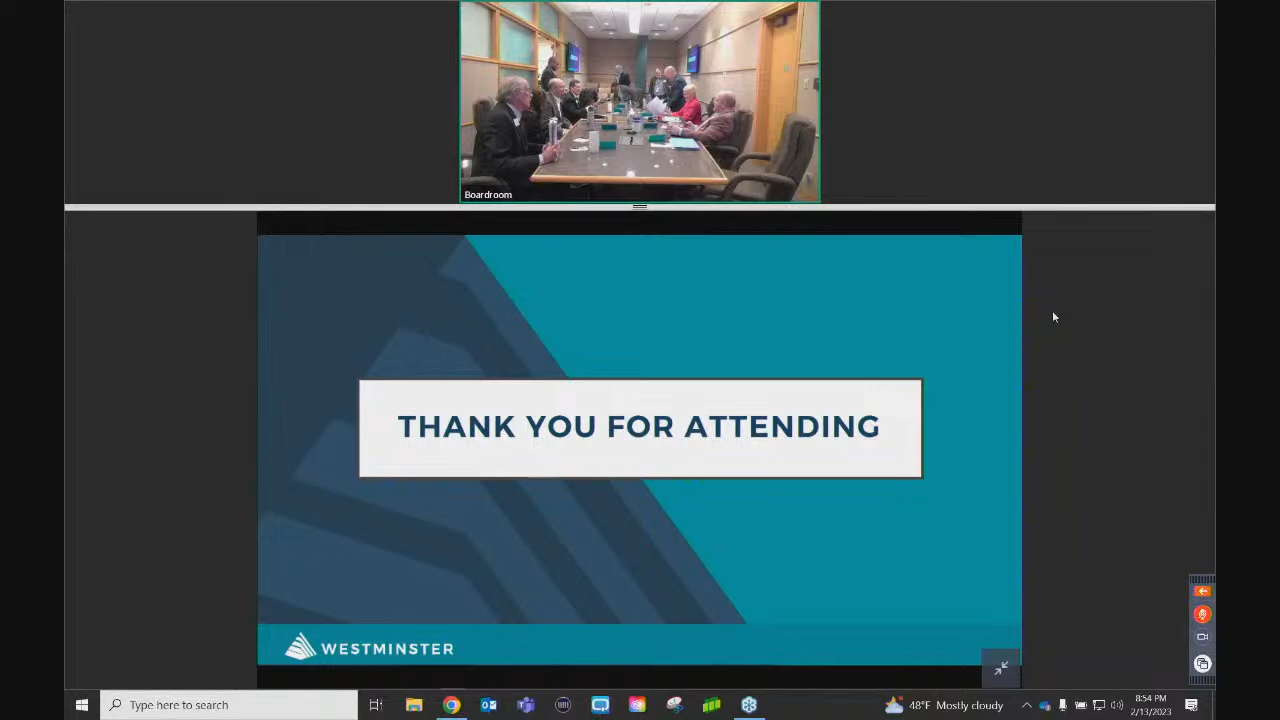 Boardroom
THANK YOU FOR ATTENDING
WESTMINSTER
Type here to search
48°F Mostly cloudy
8:54 PM
2/13/2023